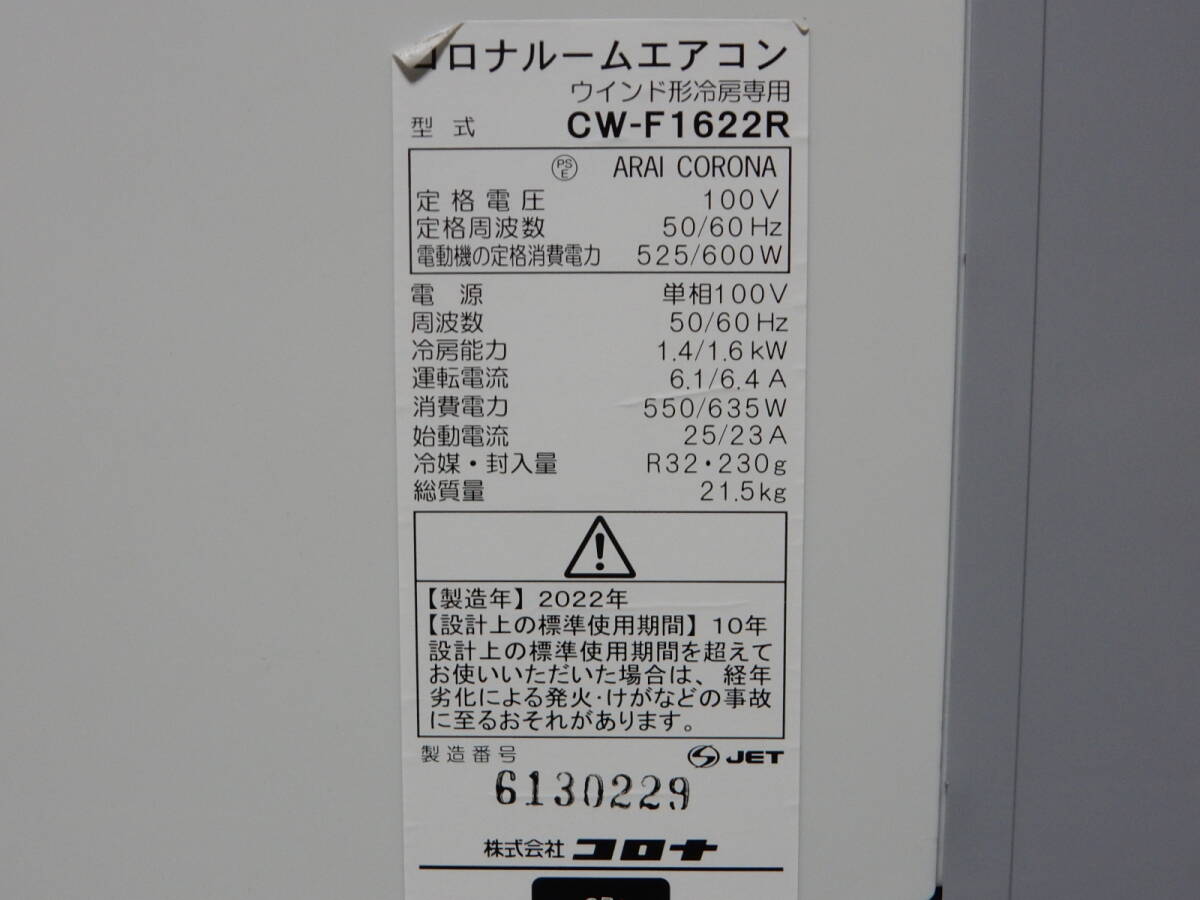 コロナルームエアコン
ウインド形冷房専用
型式 CW-F1622R
PSE ARAI CORONA
定格電圧 100V
定格周波数 50/60Hz
電動機の定格消費電力 525/600W
電源 単相100V
周波数 50/60Hz
冷房能力 1.4/1.6kW
運転電流 6.1/6.4A
消費電力 550/635W
始動電流 25/23A
冷媒・封入量 R32・230g
総質量 21.5kg
【製造年】2022年
【設計上の標準使用期間】10年
設計上の標準使用期間を超えて
お使いいただいた場合は、経年
劣化による発火・けがなどの事故
に至るおそれがあります。
製造番号 JET
6130229
株式会社 コロナ